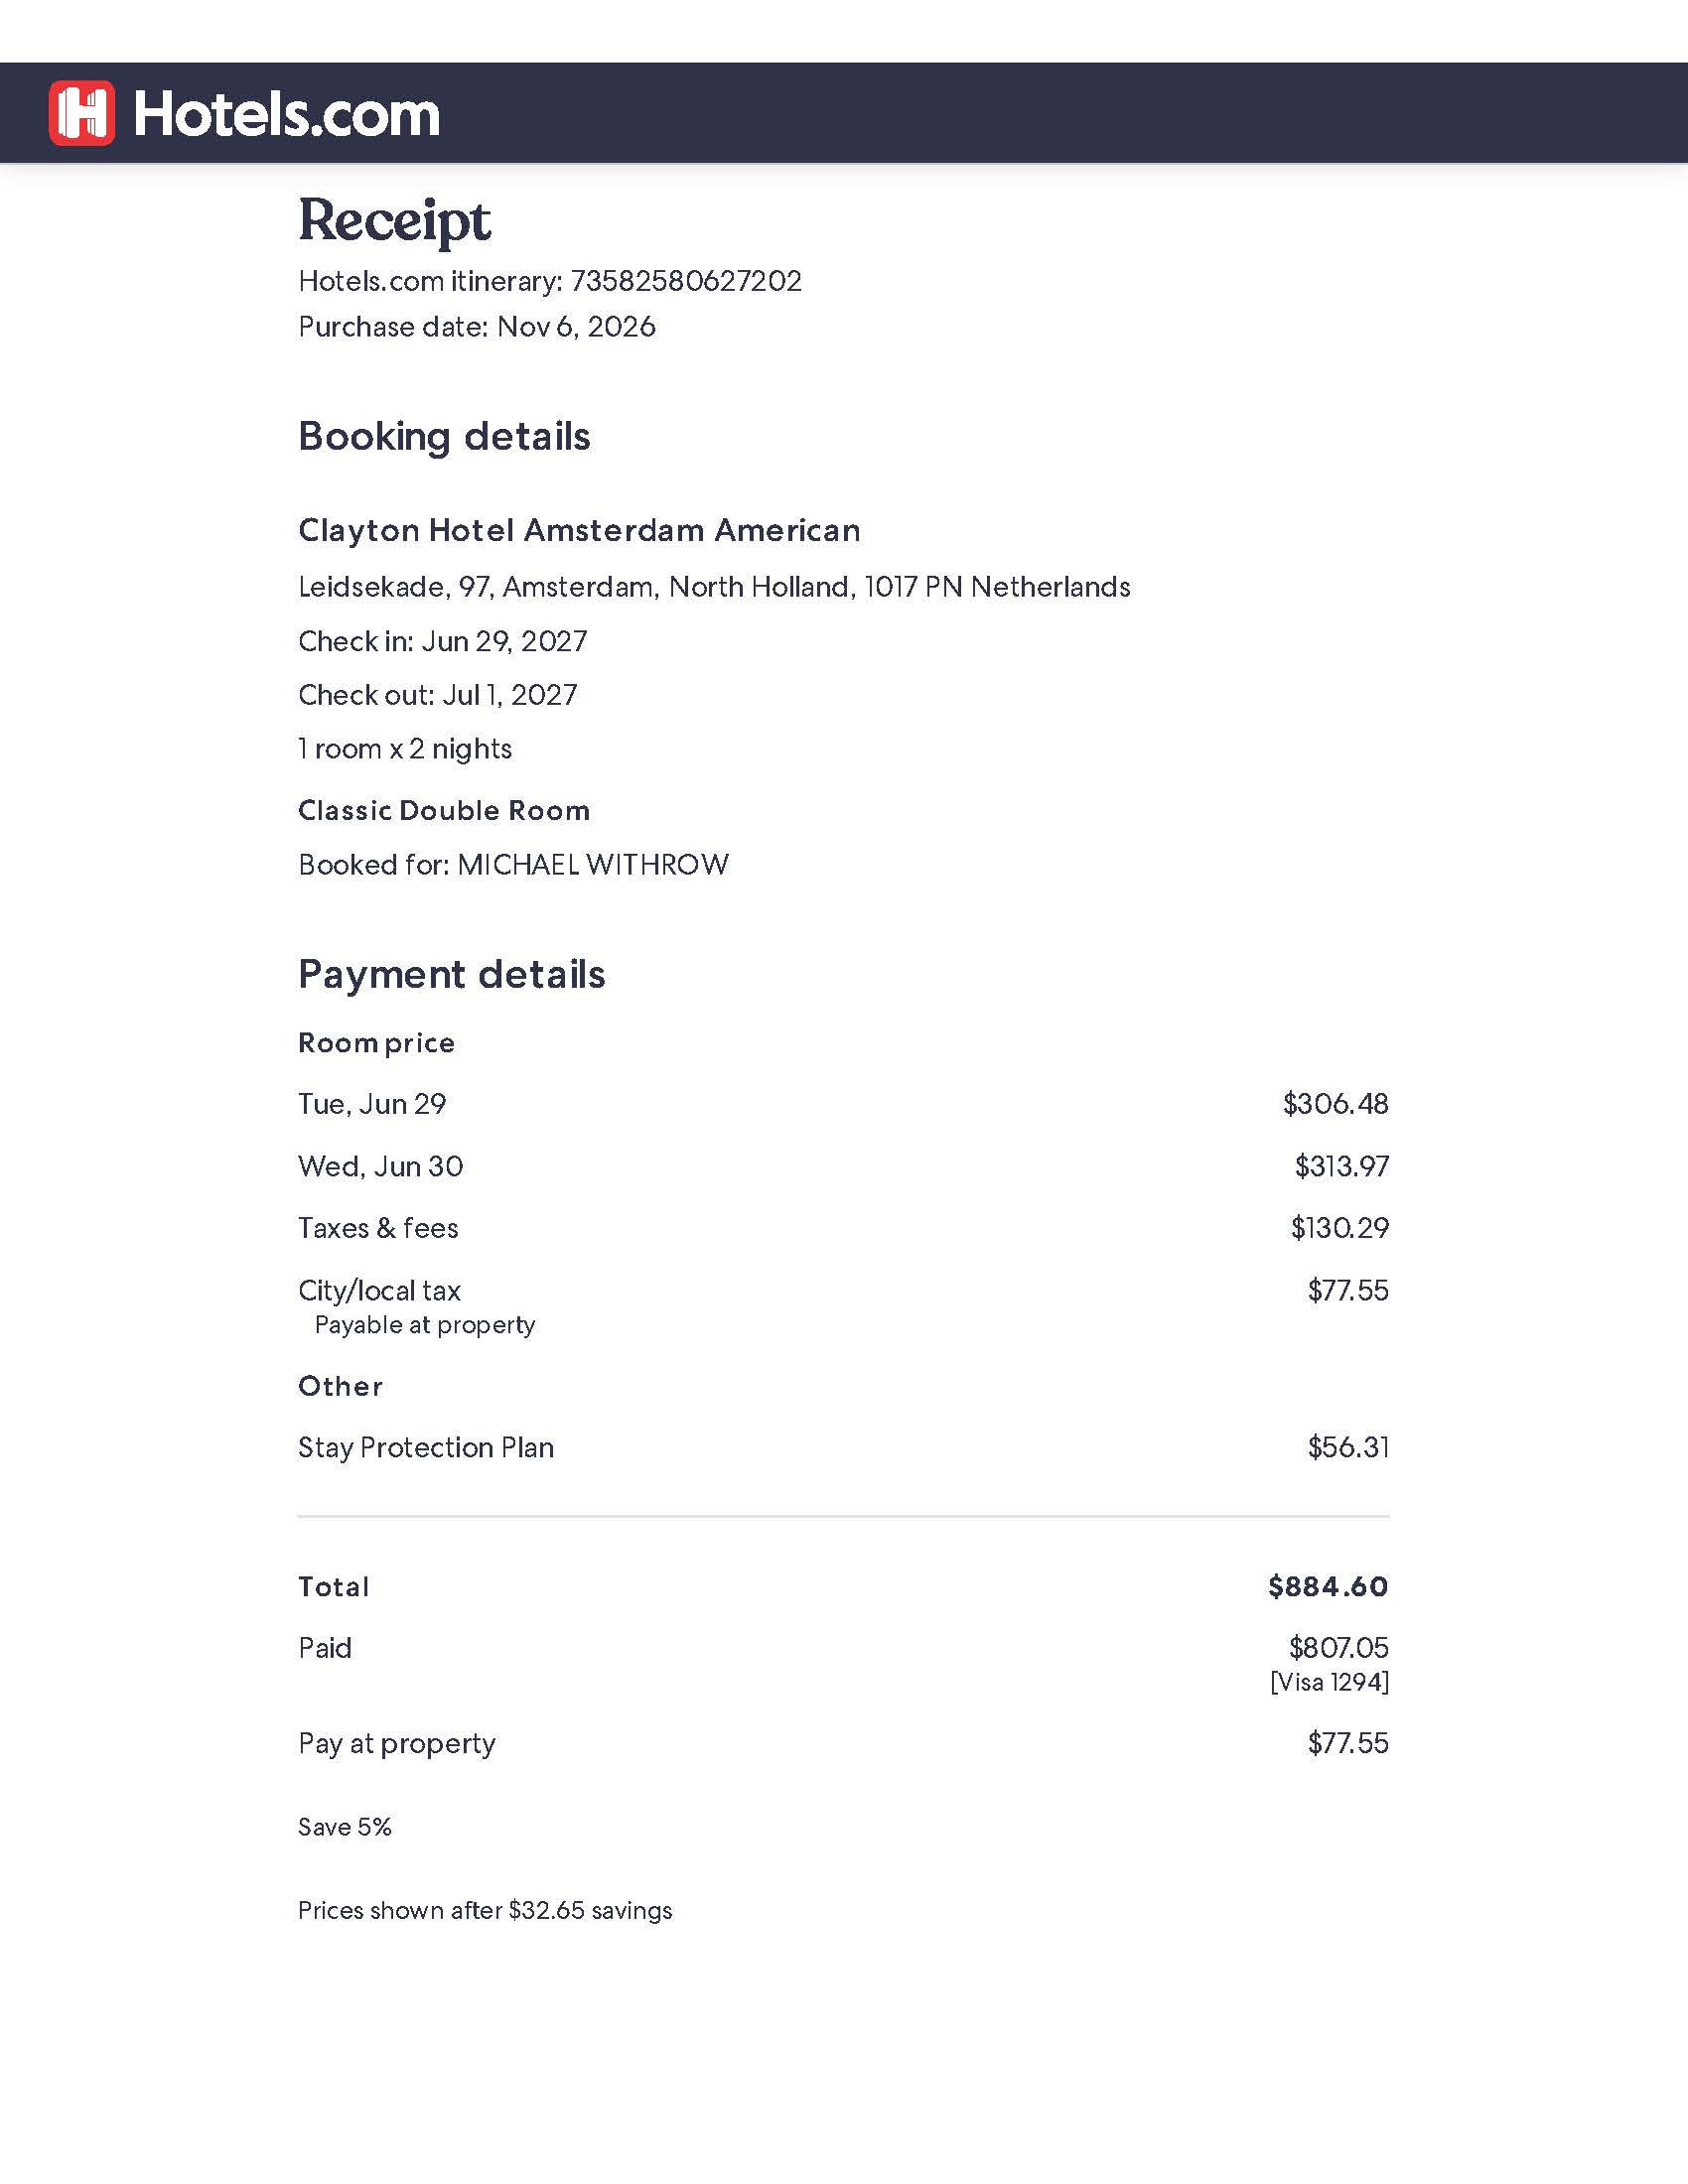 Hotels.com
Receipt
Hotels.com itinerary: 73582580627202
Purchase date: Nov 6, 2026
Booking details
Clayton Hotel Amsterdam American
Leidsekade, 97, Amsterdam, North Holland, 1017 PN Netherlands
Check in: Jun 29, 2027
Check out: Jul 1, 2027
1 room x 2 nights
Classic Double Room
Booked for: MICHAEL WITHROW
Payment details
Room price
Tue, Jun 29 $306.48
Wed, Jun 30 $313.97
Taxes & fees $130.29
City/local tax $77.55
Payable at property
Other
Stay Protection Plan $56.31
Total $884.60
Paid $807.05
[Visa 1294]
Pay at property $77.55
Save 5%
Prices shown after $32.65 savings